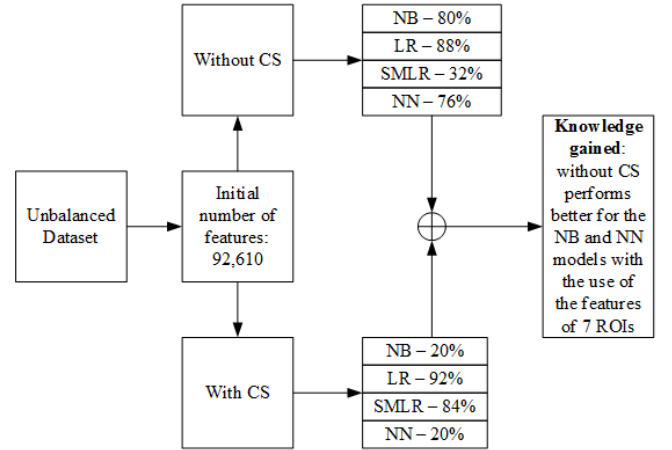 Unbalanced
Dataset
Initial
number of
features:
92,610
Without CS
NB – 80%
LR – 88%
SMLR – 32%
NN – 76%
With CS
NB – 20%
LR – 92%
SMLR – 84%
NN – 20%
Knowledge
gained:
without CS
performs
better for the
NB and NN
models with
the use of
the features
of 7 ROIs